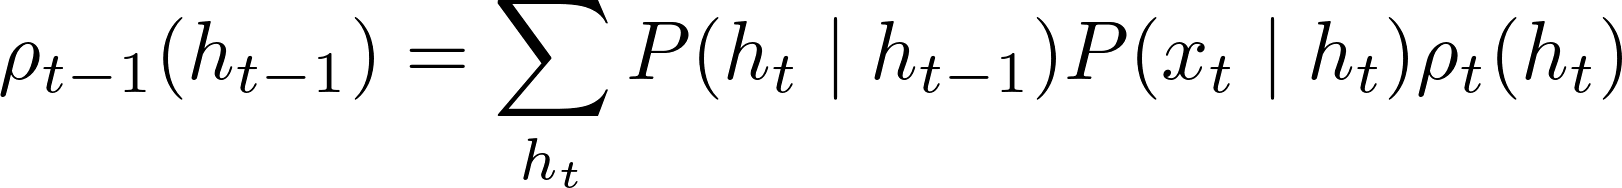 ρ_{t−1}(h_{t−1}) = ∑_{h_t} P(h_t | h_{t−1})P(x_t | h_t)ρ_t(h_t)